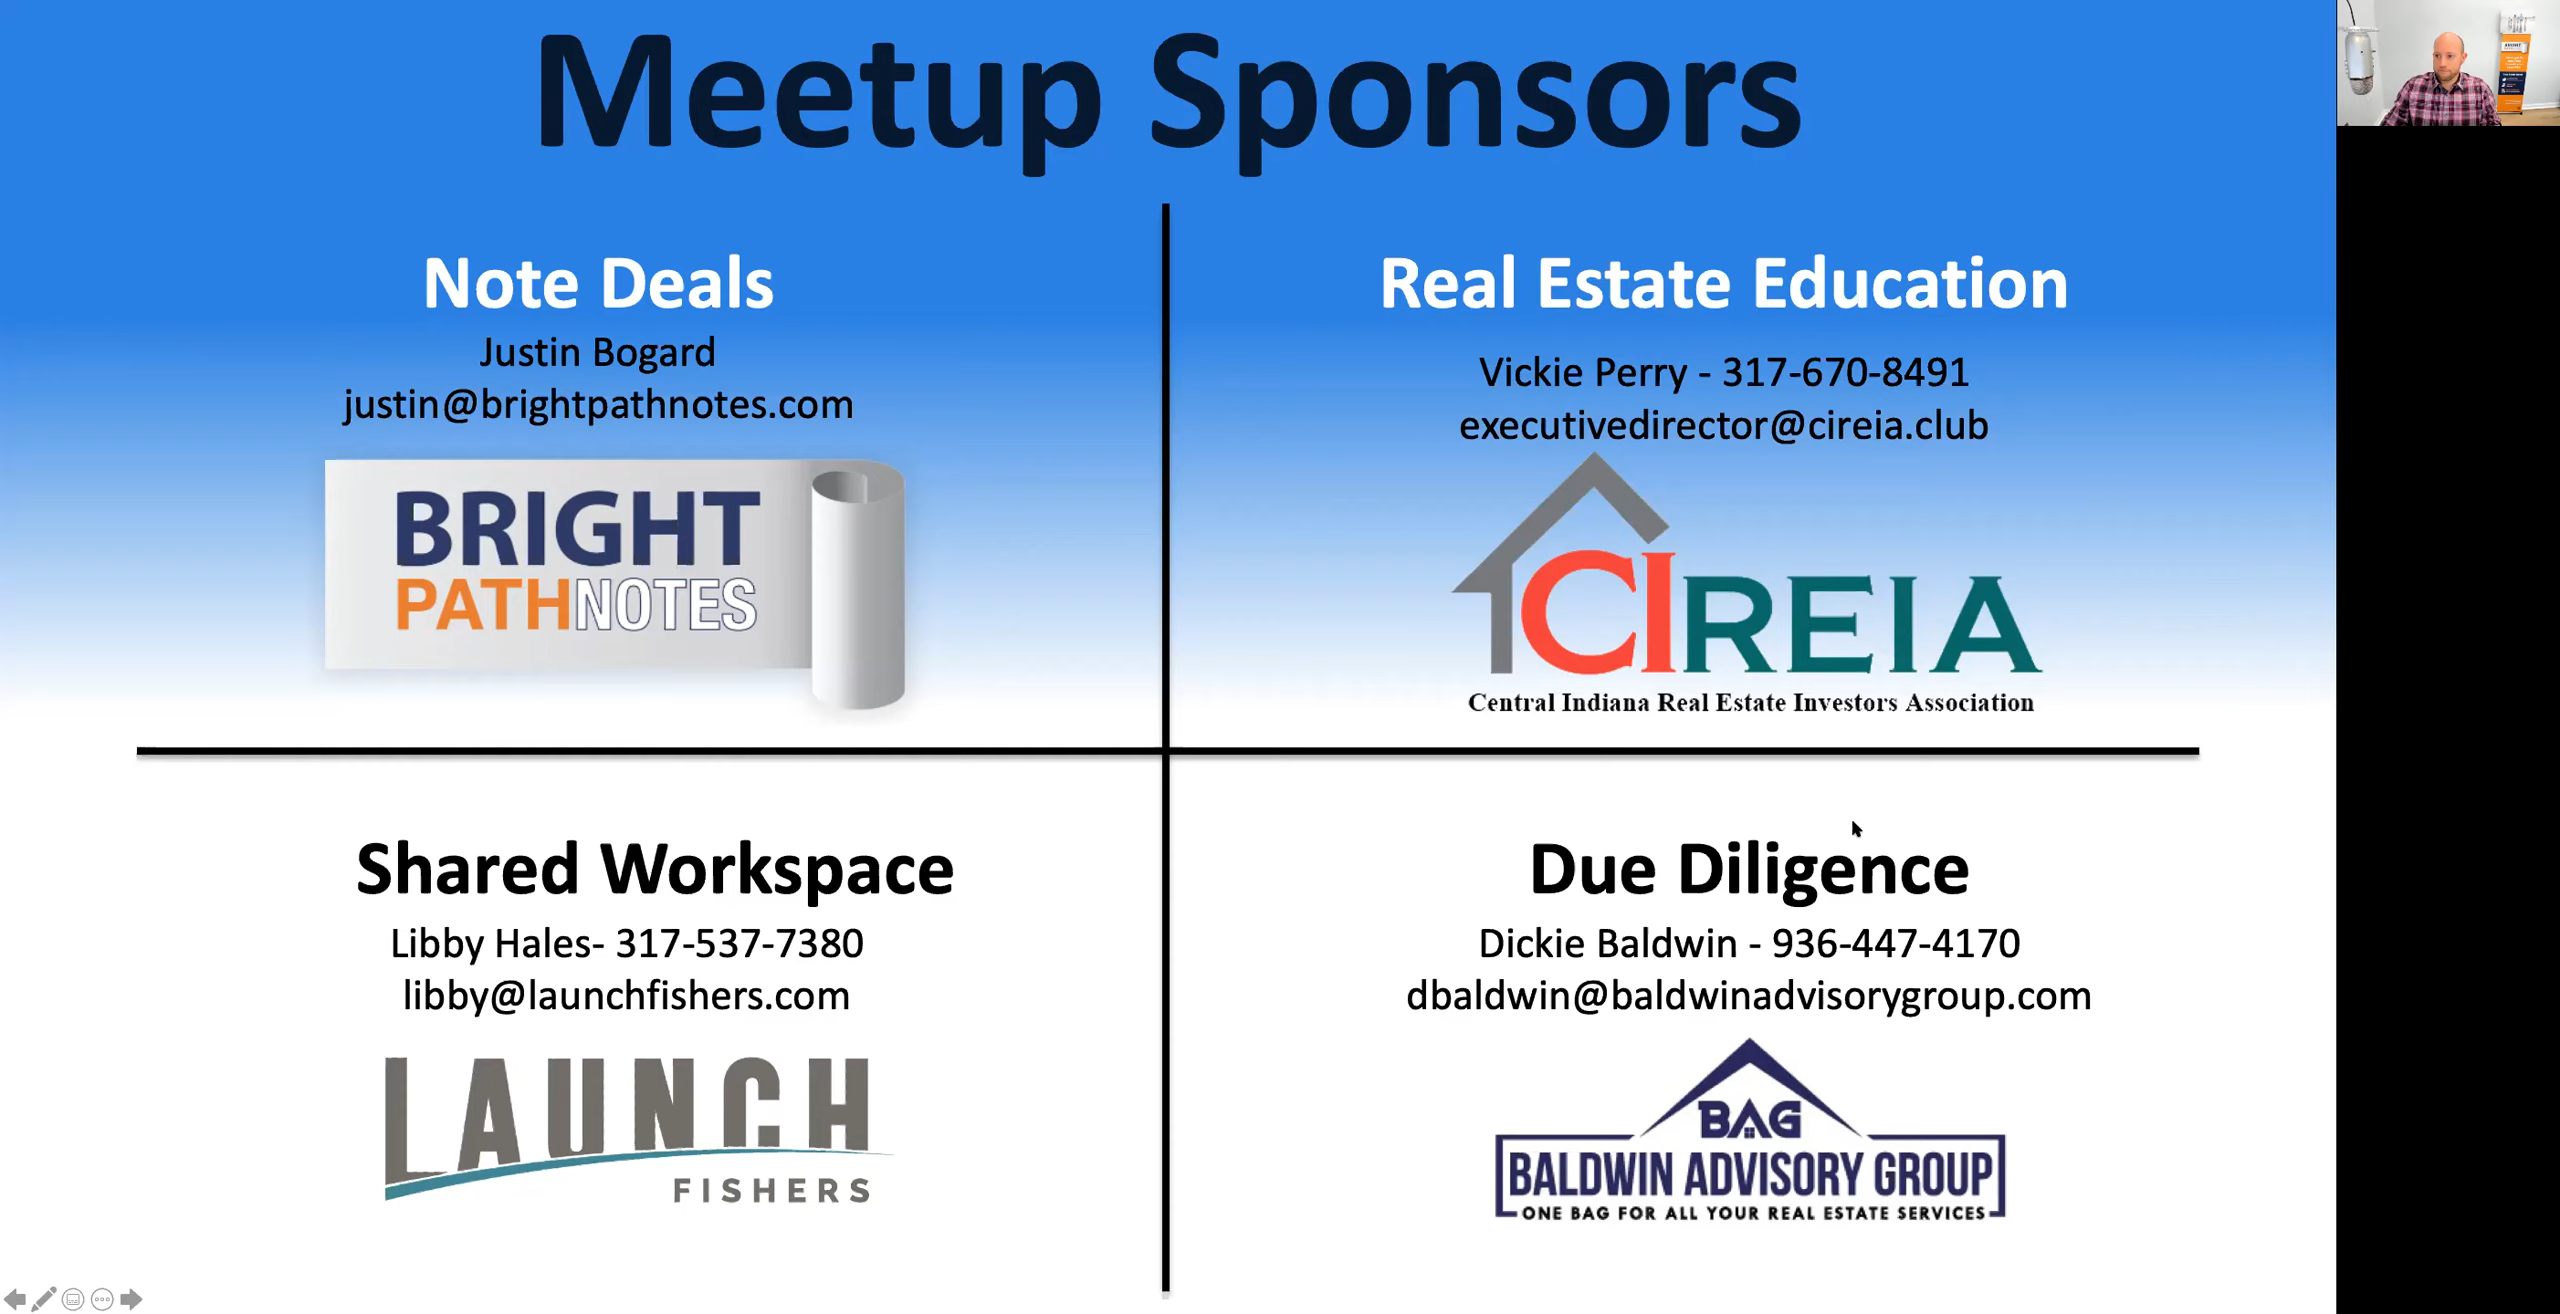 Meetup Sponsors
Note Deals
Justin Bogard
justin@brightpathnotes.com
BRIGHT
PATHNOTES
Real Estate Education
Vickie Perry - 317-670-8491
executivedirector@cireia.club
CIREIA
Central Indiana Real Estate Investors Association
Shared Workspace
Libby Hales- 317-537-7380
libby@launchfishers.com
LAUNCH
FISHERS
Due Diligence
Dickie Baldwin - 936-447-4170
dbaldwin@baldwinadvisorygroup.com
BAG
BALDWIN ADVISORY GROUP
ONE BAG FOR ALL YOUR REAL ESTATE SERVICES
BRIGHT